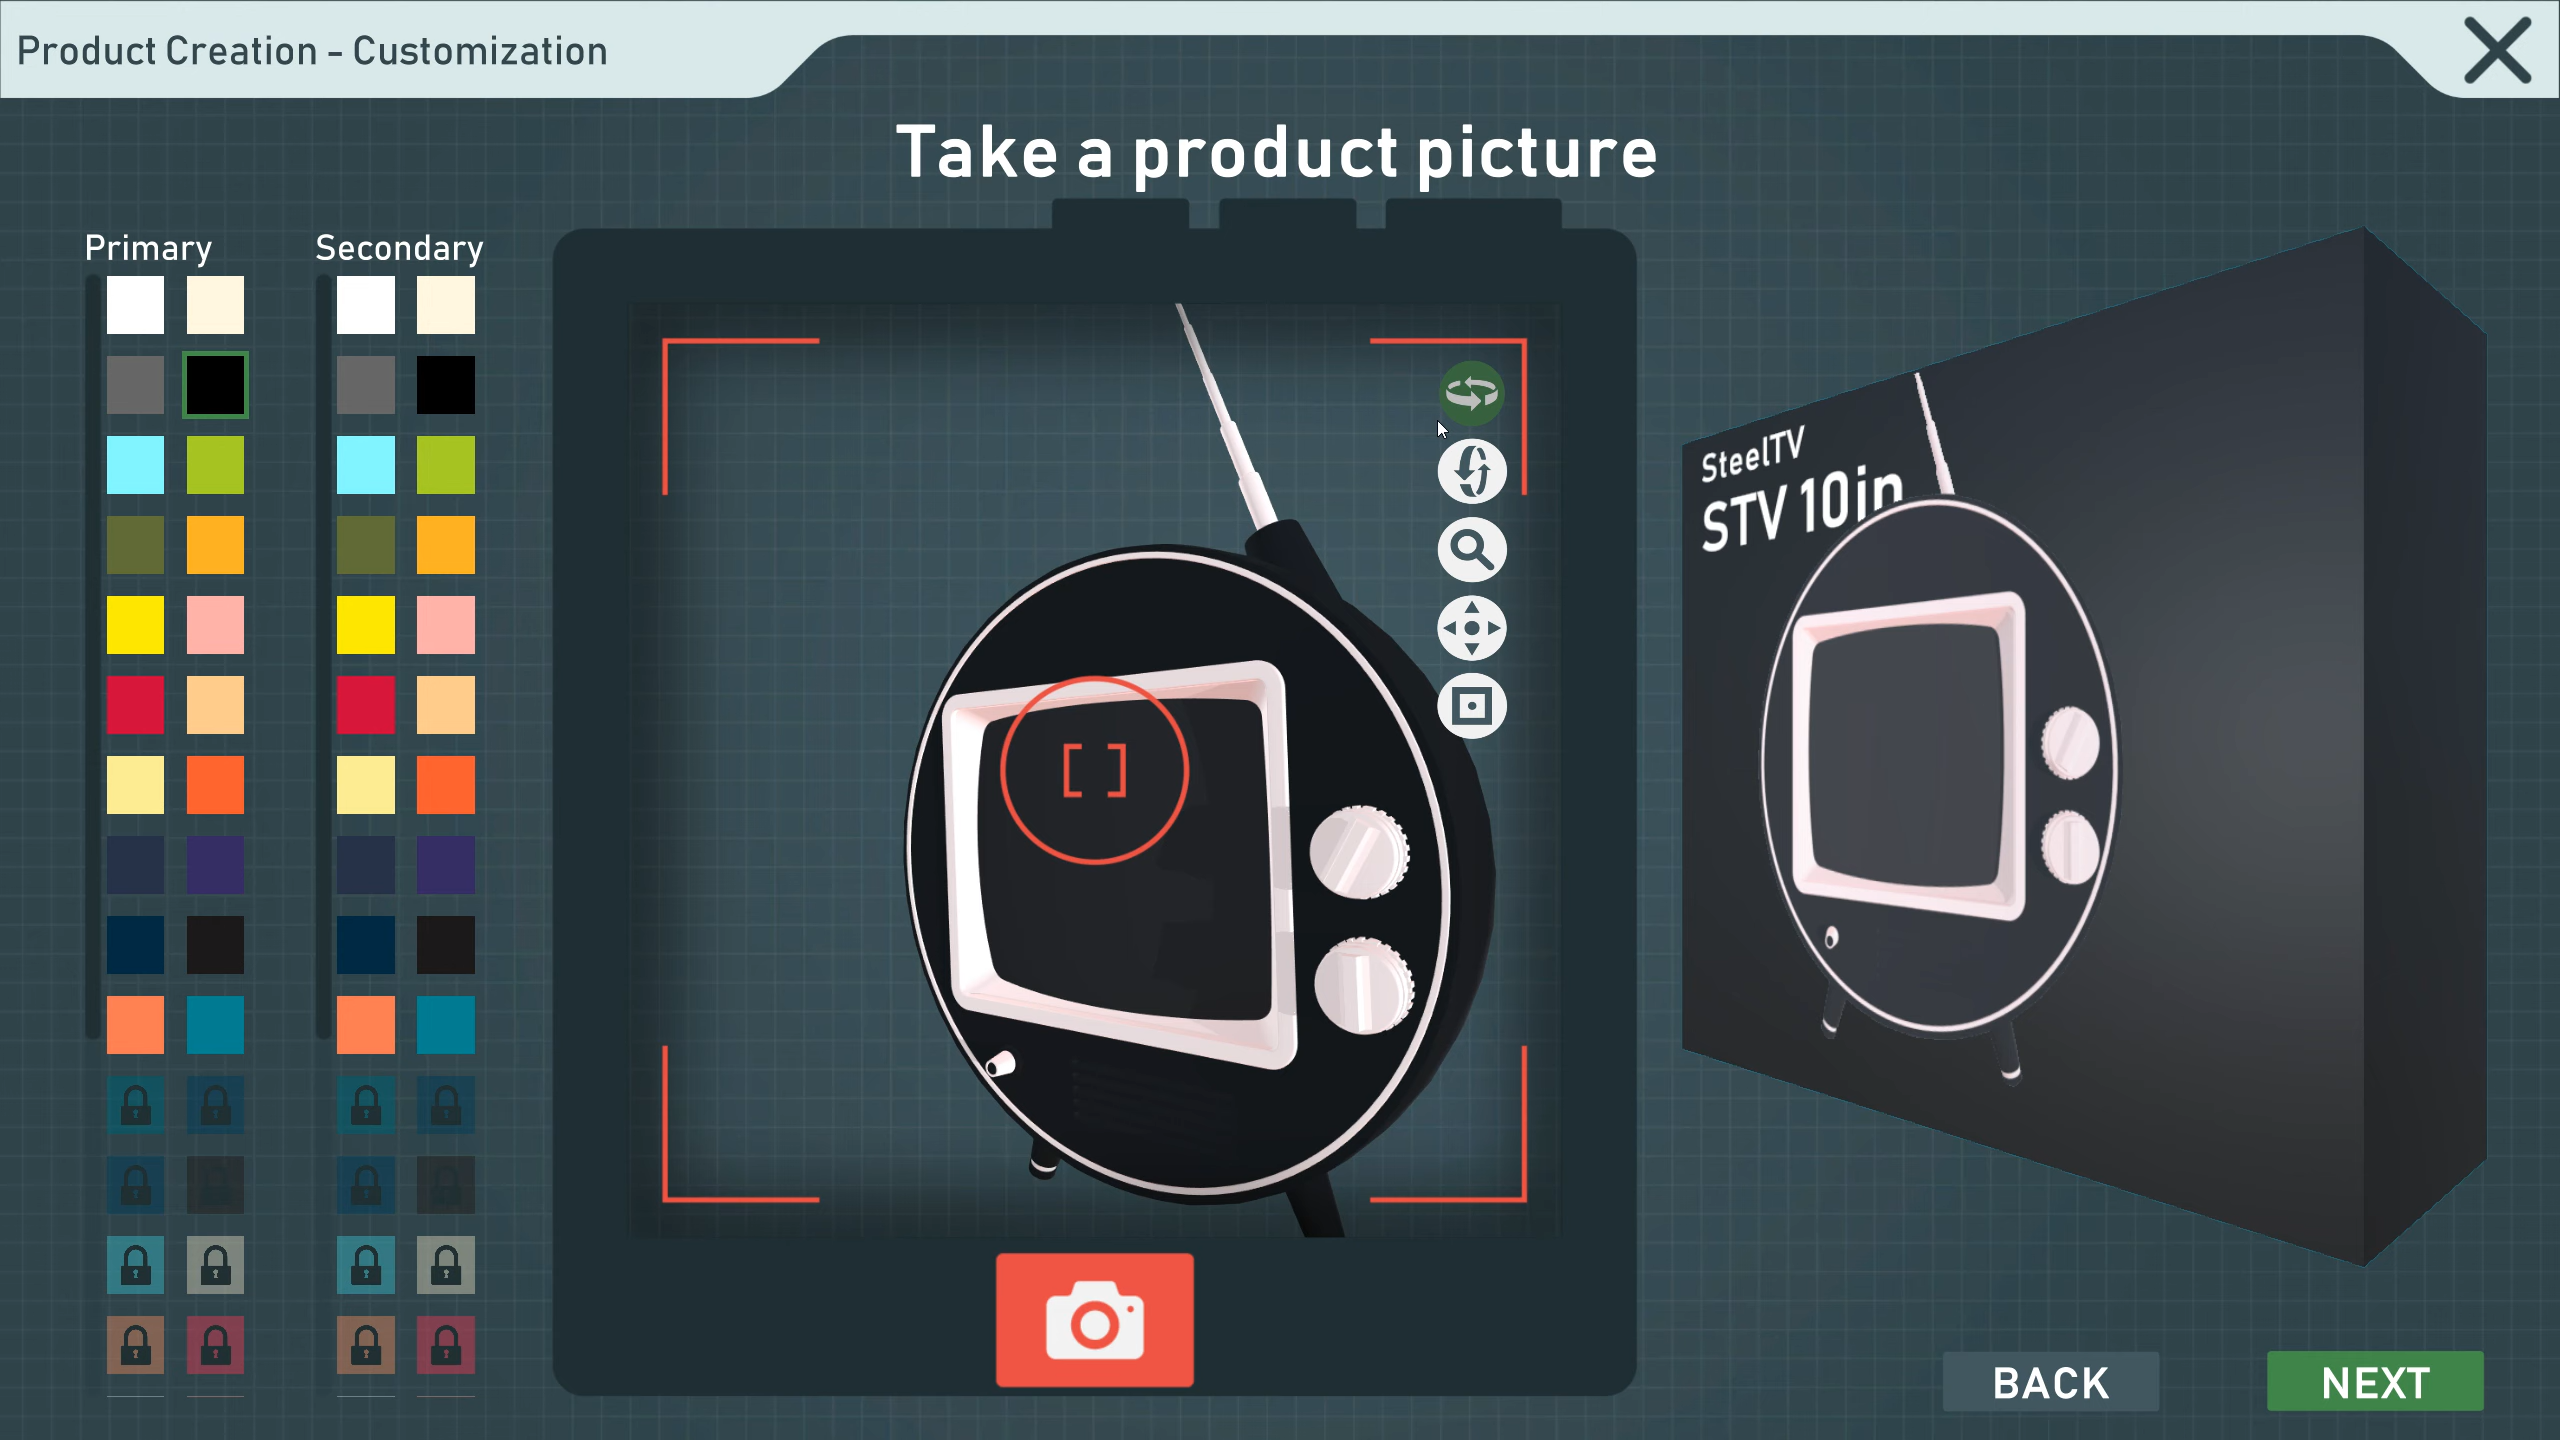 Product Creation - Customization
Take a product picture
Primary
Secondary
SteelTV
STV 10in
BACK
NEXT